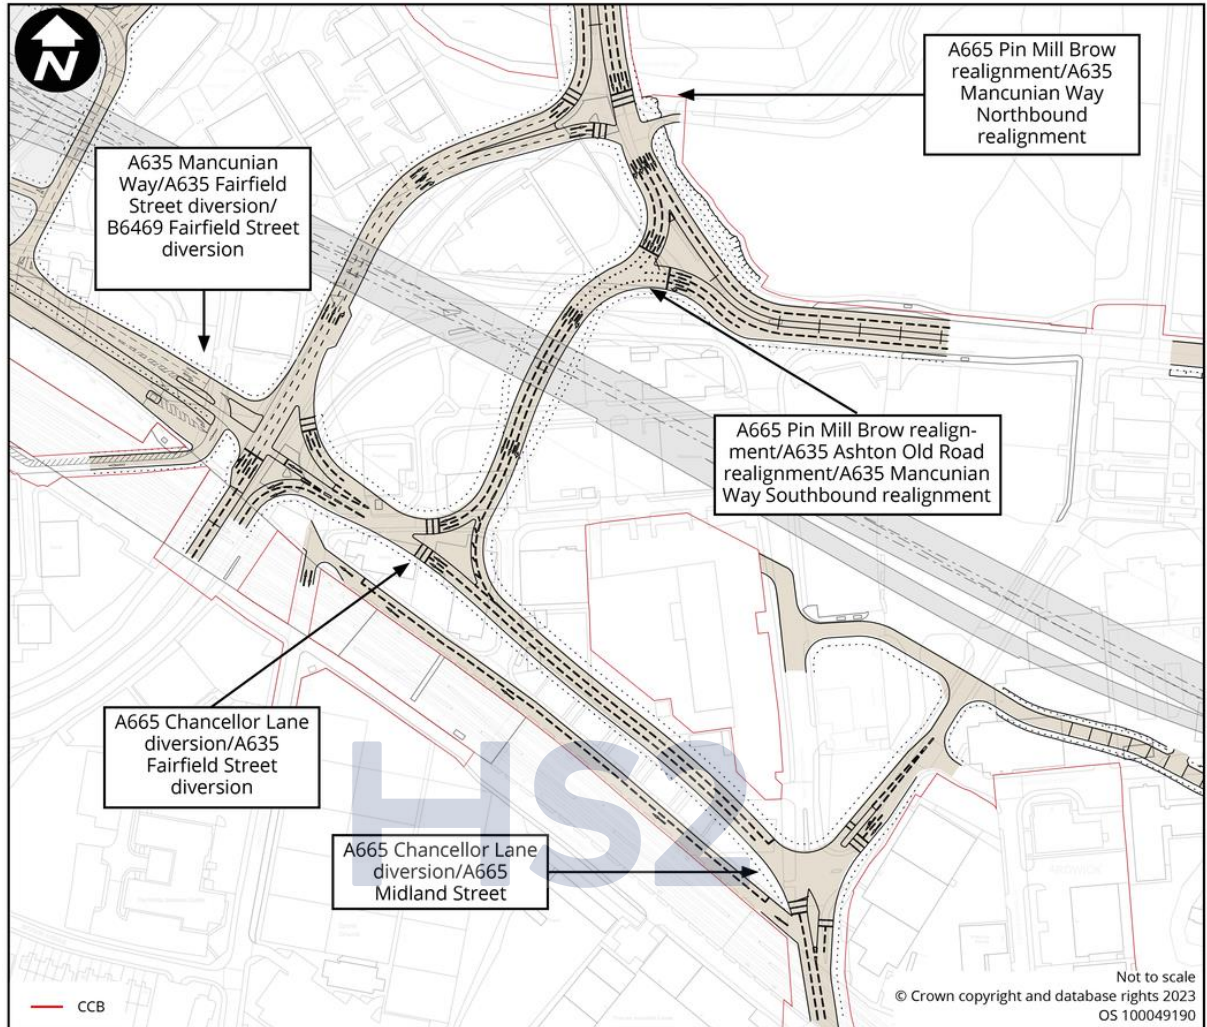 N
A665 Pin Mill Brow
realignment/A635
Mancunian Way
Northbound
realignment
A635 Mancunian
Way/A635 Fairfield
Street diversion/
B6469 Fairfield Street
diversion
A665 Pin Mill Brow realign-
ment/A635 Ashton Old Road
realignment/A635 Mancunian
Way Southbound realignment
A665 Chancellor Lane
diversion/A635
Fairfield Street
diversion
HS2
A665 Chancellor Lane
diversion/A665
Midland Street
ARDWICK
CCB
Not to scale
© Crown copyright and database rights 2023
OS 100049190